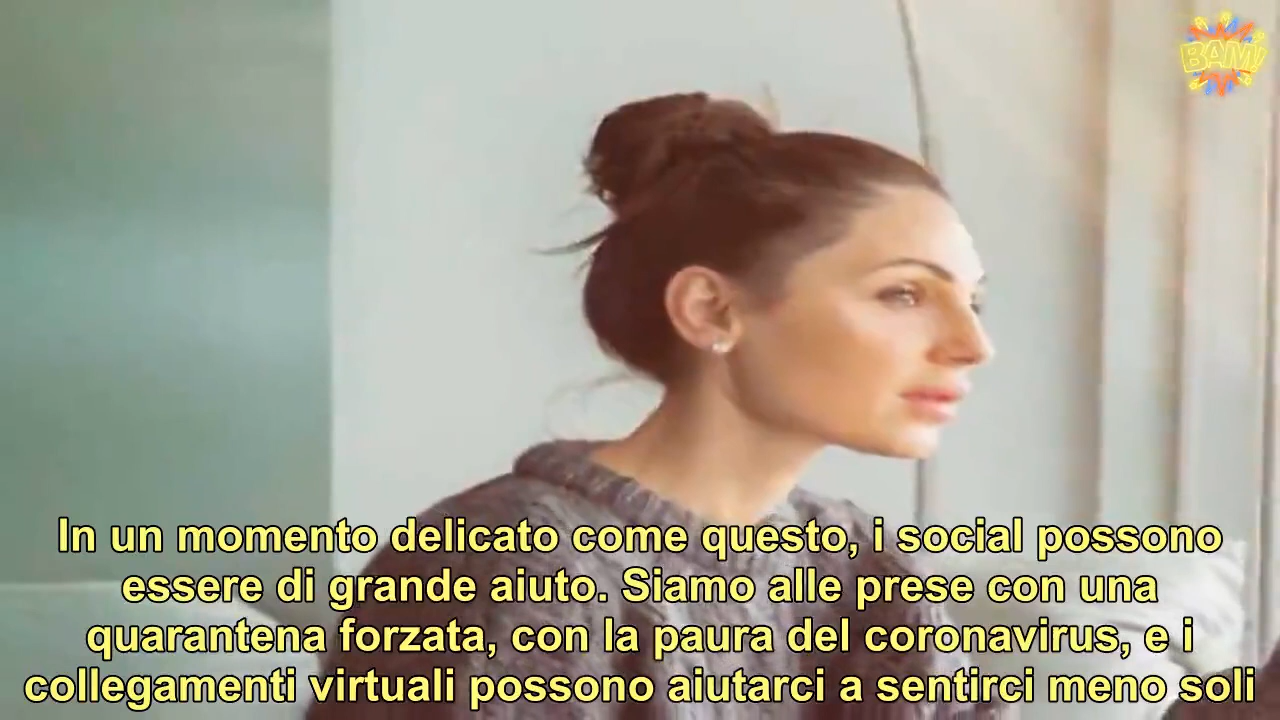 BAM!
In un momento delicato come questo, i social possono
essere di grande aiuto. Siamo alle prese con una
quarantena forzata, con la paura del coronavirus, e i
collegamenti virtuali possono aiutarci a sentirci meno soli